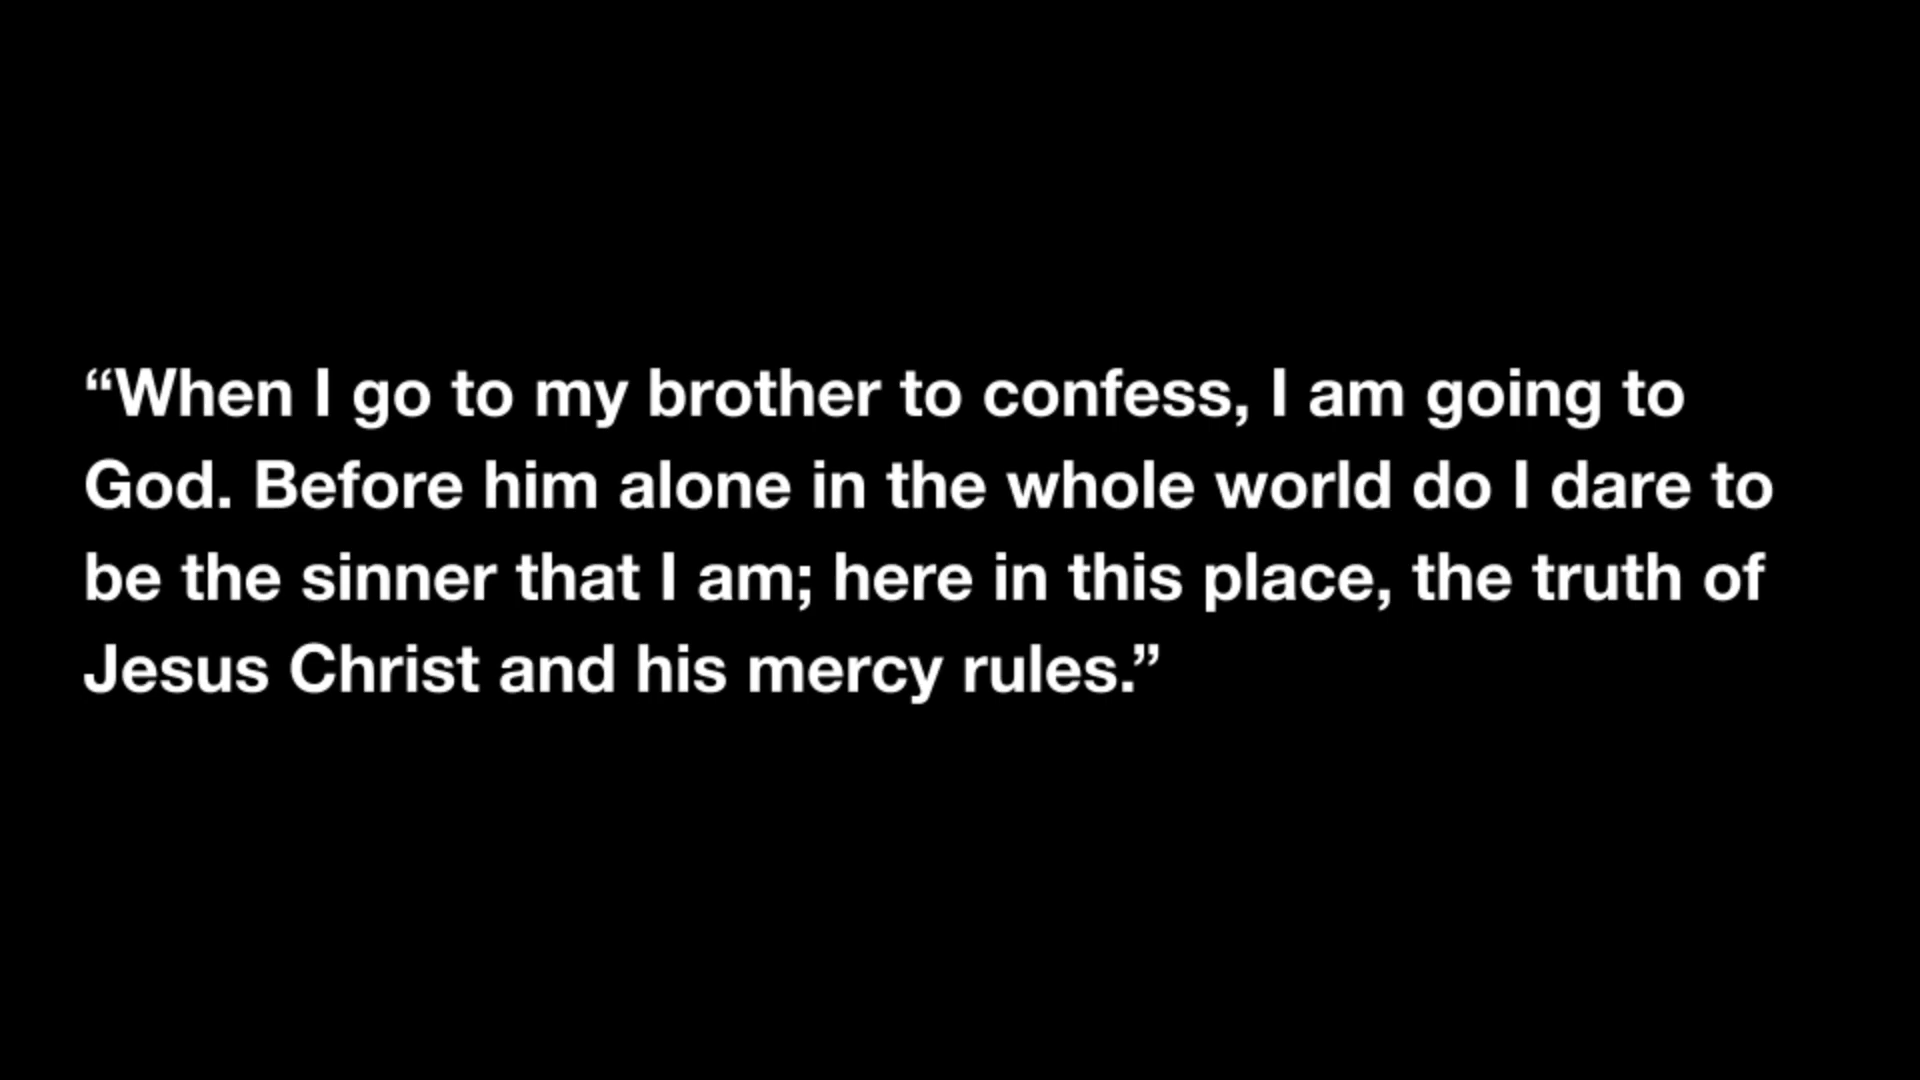 “When I go to my brother to confess, I am going to
God. Before him alone in the whole world do I dare to
be the sinner that I am; here in this place, the truth of
Jesus Christ and his mercy rules.”